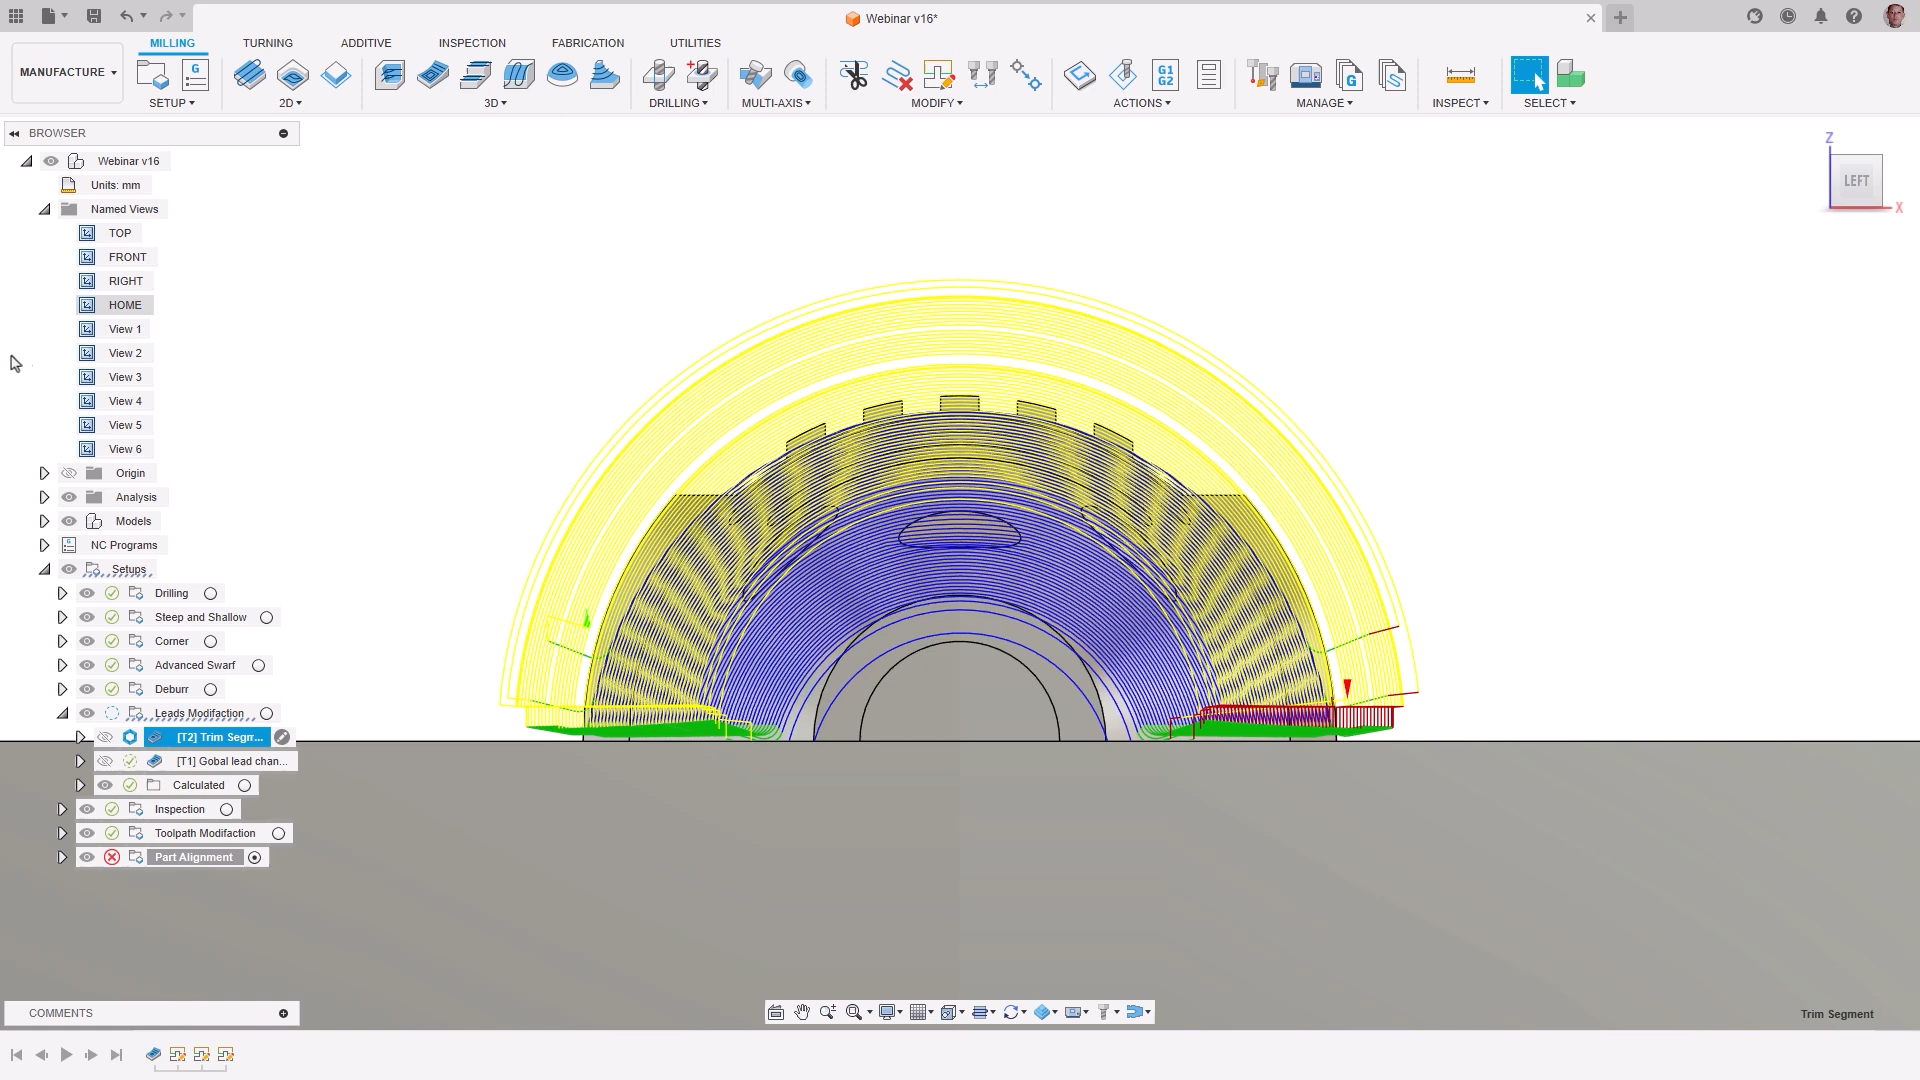 Webinar v16*
MILLING
TURNING
ADDITIVE
INSPECTION
FABRICATION
UTILITIES
MANUFACTURE
SETUP
2D
3D
DRILLING
MULTI-AXIS
MODIFY
ACTIONS
MANAGE
INSPECT
SELECT
G
G1
G2
G
BROWSER
Webinar v16
Units: mm
Named Views
TOP
FRONT
RIGHT
HOME
View 1
View 2
View 3
View 4
View 5
View 6
Origin
Analysis
Models
NC Programs
Setups
Drilling
Steep and Shallow
Corner
Advanced Swarf
Deburr
Leads Modifaction
[T2] Trim Segm...
[T1] Gobal lead chan...
Calculated
Inspection
Toolpath Modifaction
Part Alignment
Z
LEFT
X
COMMENTS
Trim Segment